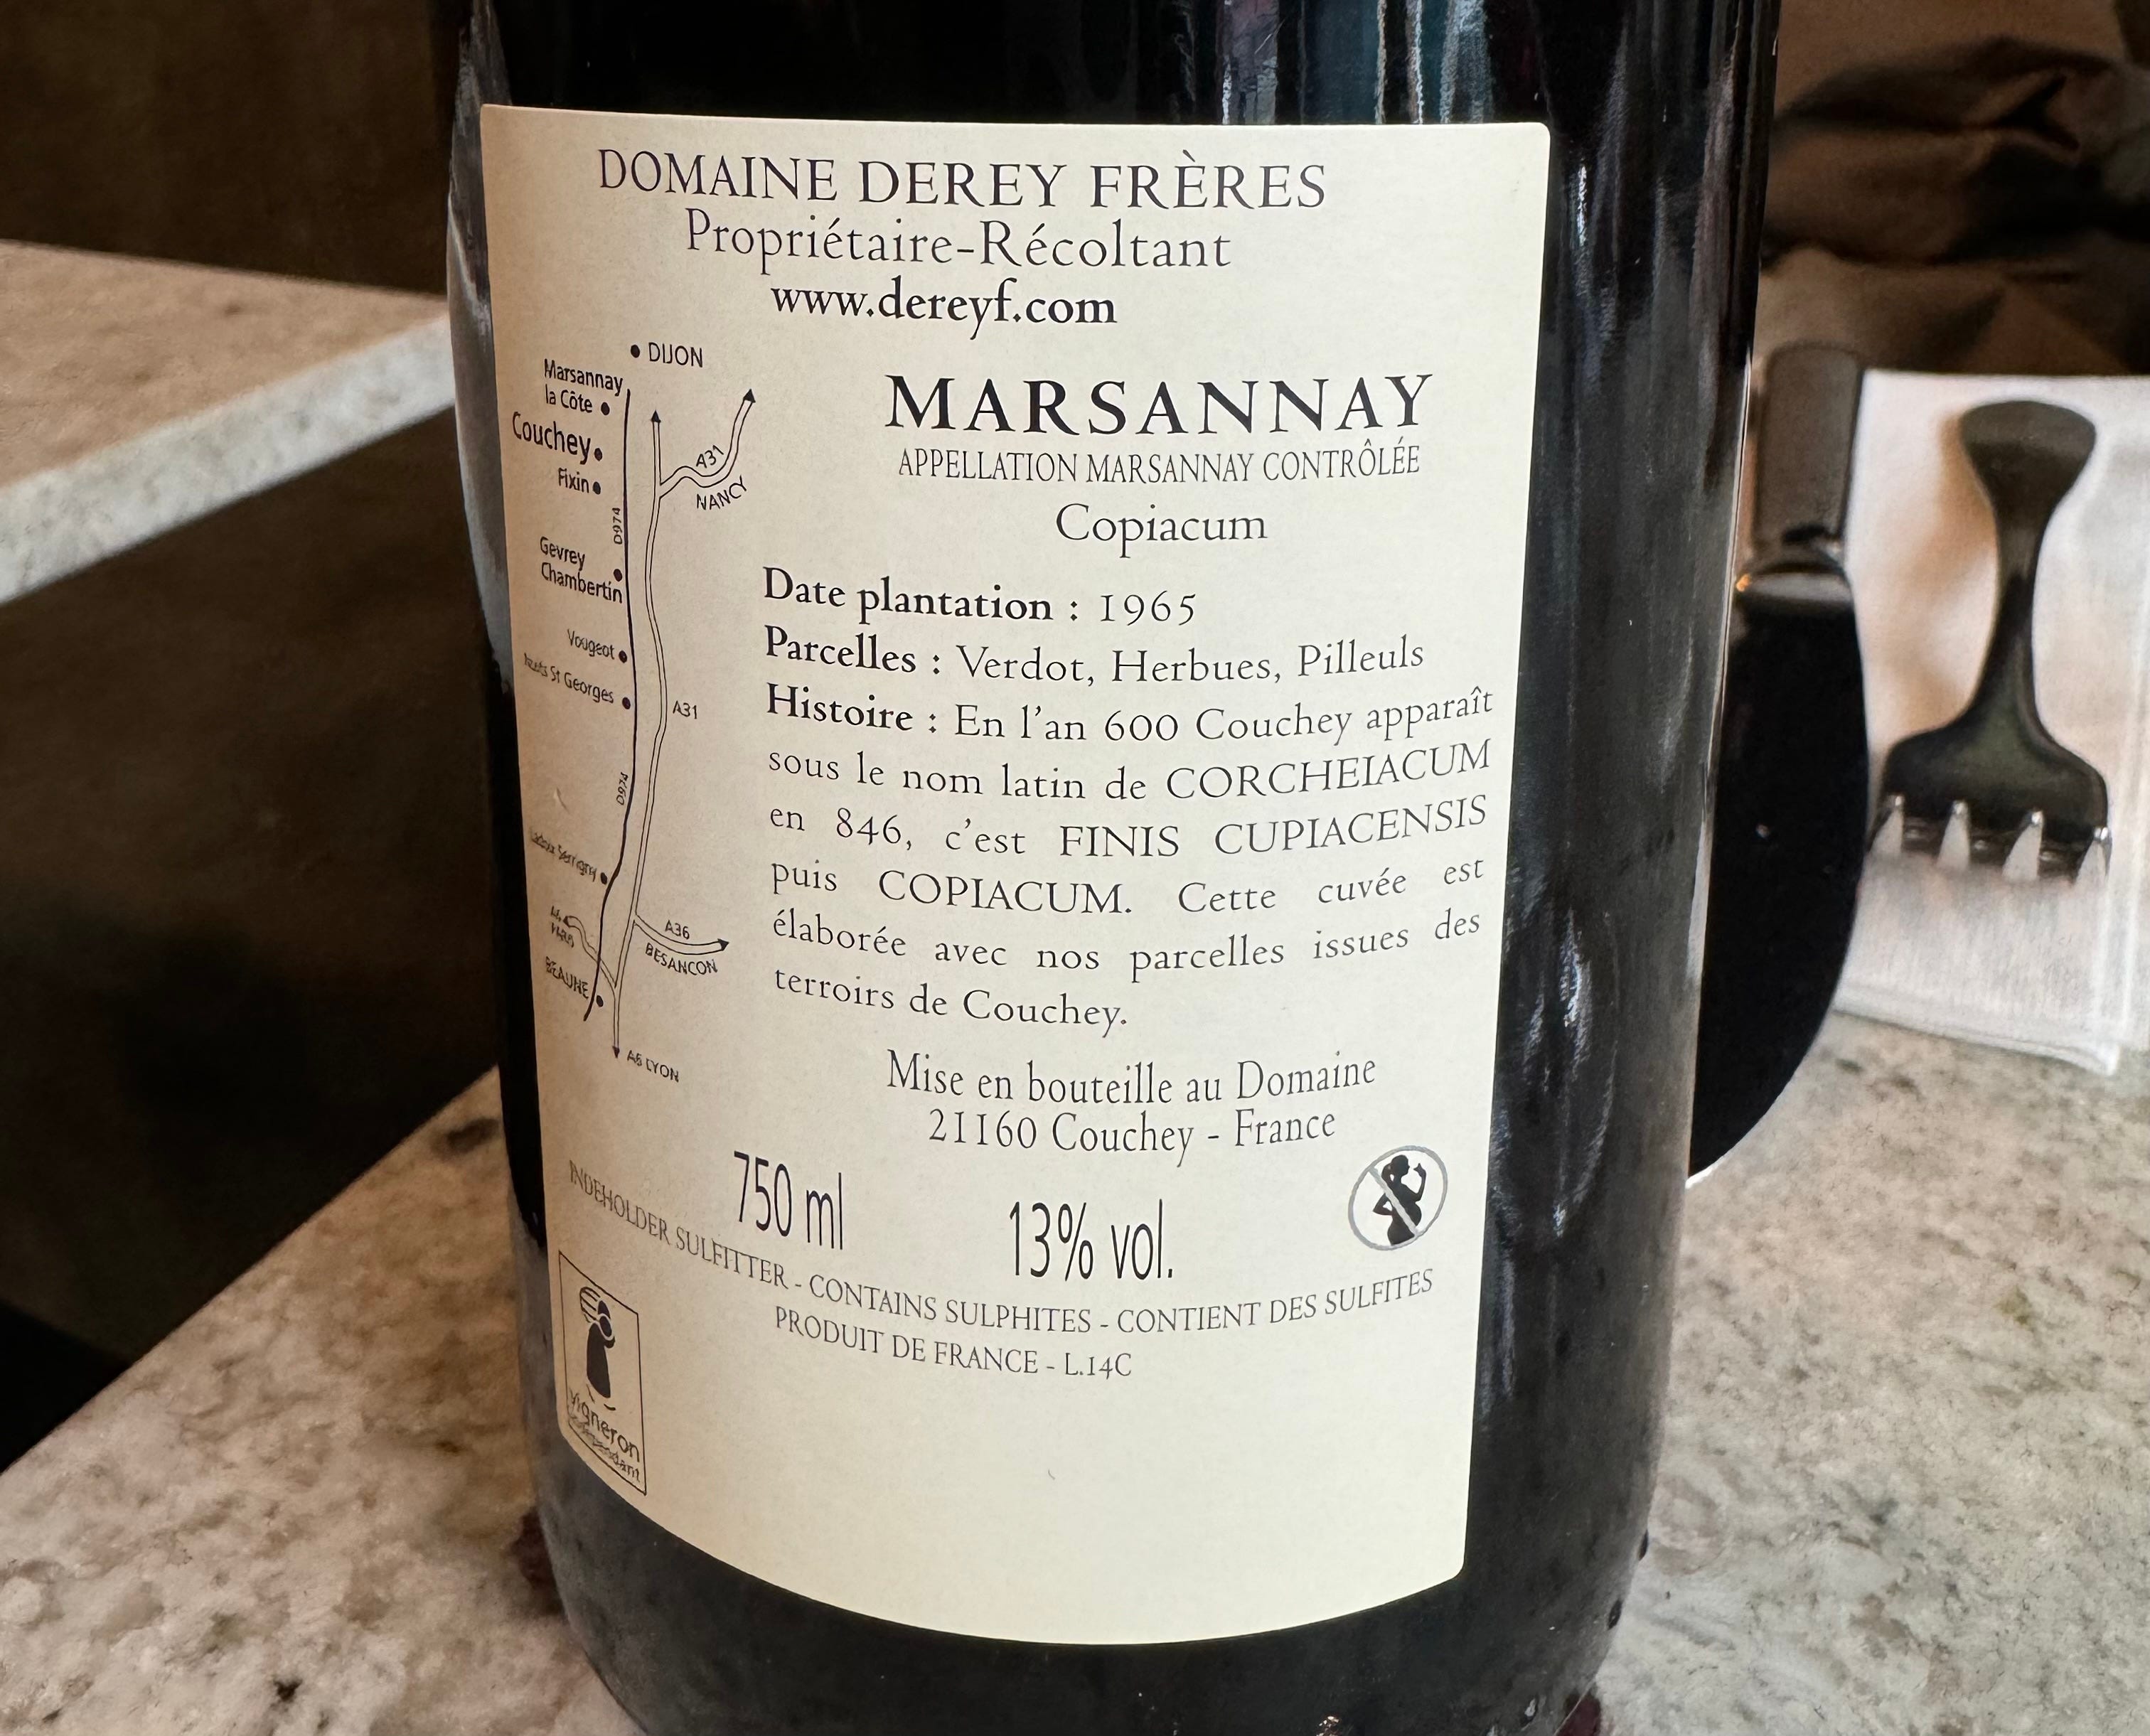 DOMAINE DEREY FRÈRES
Propriétaire-Récoltant
www.dereyf.com
DIJON
Marsannay
la Côte
Couchey
Fixin
D974
A31
NANCY
Gevrey
Chambertin
Vougeot
St Georges
A31
D974
A36
BESANCON
BEAUNE
A6 LYON
MARSANNAY
APPELLATION MARSANNAY CONTRÔLÉE
Copiacum
Date plantation : 1965
Parcelles : Verdot, Herbues, Pilleuls
Histoire : En l'an 600 Couchey apparaît
sous le nom latin de CORCHEIACUM
en 846, c'est FINIS CUPIACENSIS
puis COPIACUM. Cette cuvée est
élaborée avec nos parcelles issues des
terroirs de Couchey.
Mise en bouteille au Domaine
21160 Couchey - France
750 ml
13% vol.
INDEHOLDER SULFITTER - CONTAINS SULPHITES - CONTIENT DES SULFITES
PRODUIT DE FRANCE - L.14C
Vigneron
indépendant